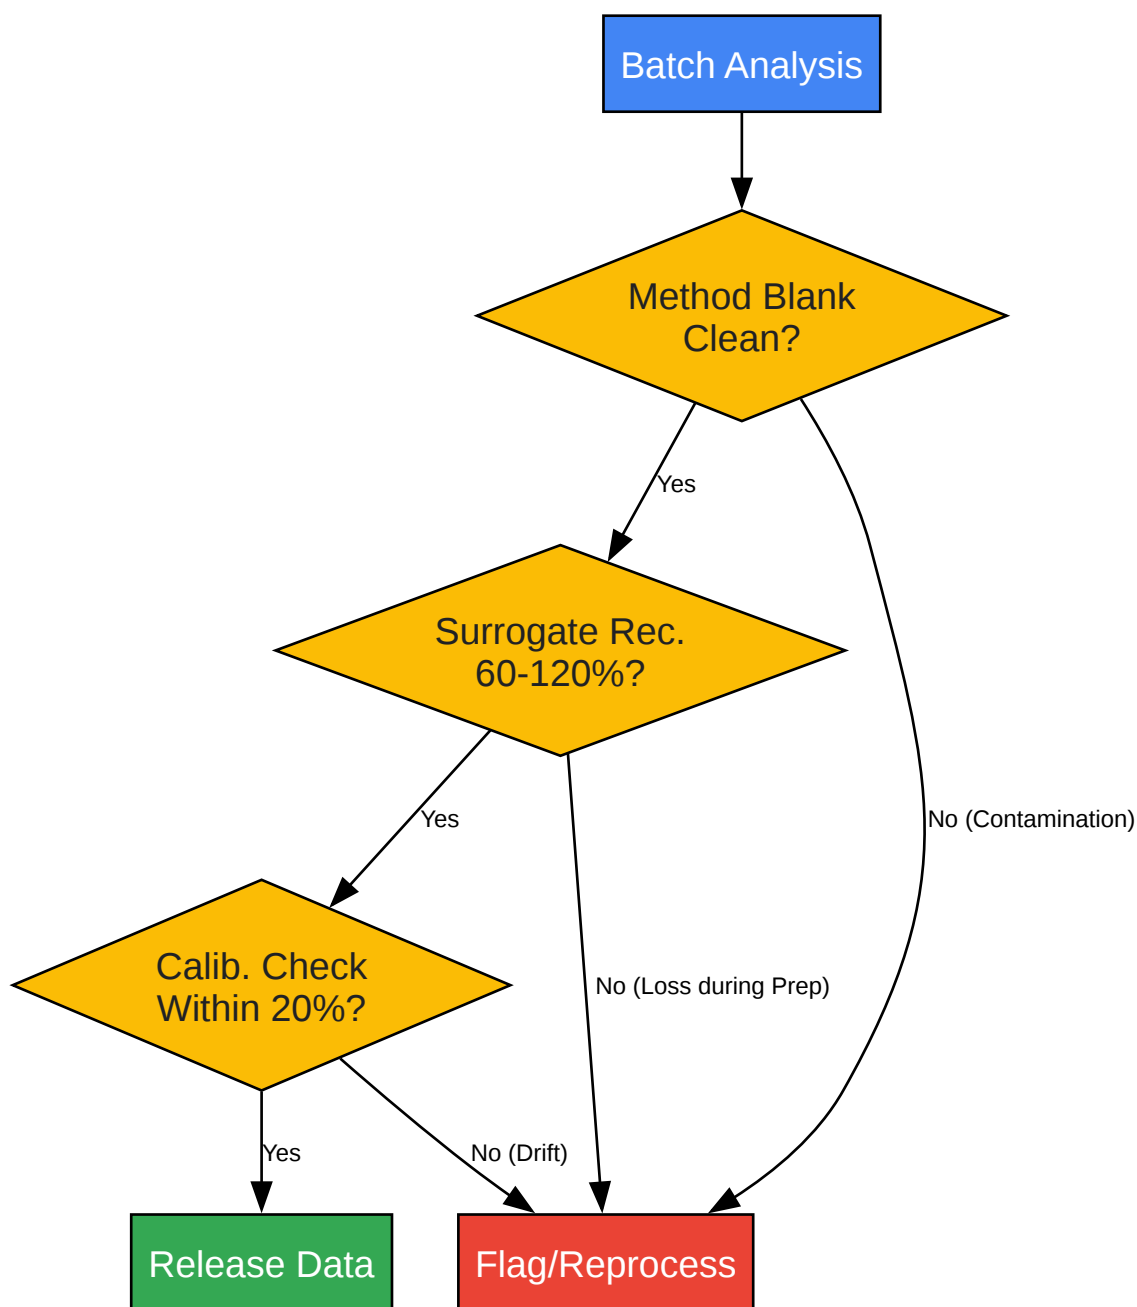 Batch Analysis
Method Blank
Clean?
Yes
Surrogate Rec.
60-120%?
Yes
No (Contamination)
Calib. Check
Within 20%?
No (Loss during Prep)
Yes
No (Drift)
Release Data
Flag/Reprocess